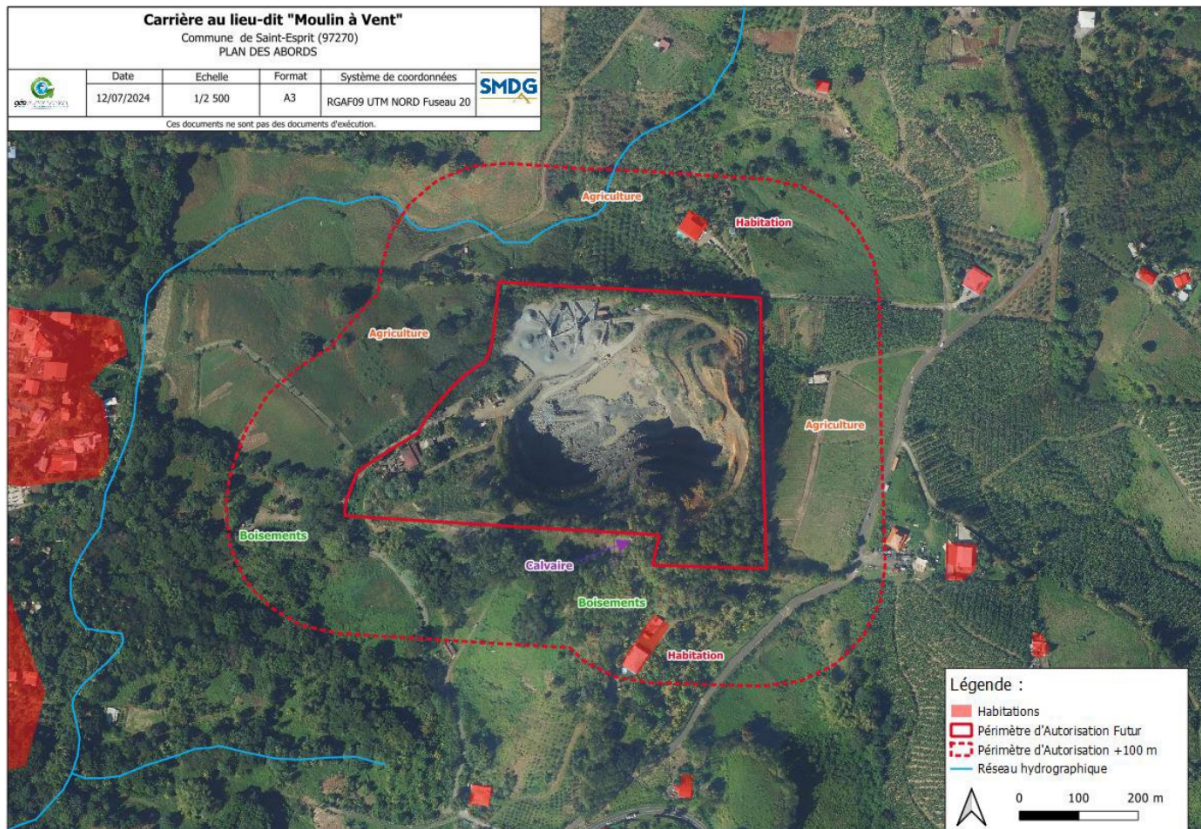 Carrière au lieu-dit "Moulin à Vent"
Commune de Saint-Esprit (97270)
PLAN DES ABORDS
Date
Echelle
Format
Système de coordonnées
12/07/2024
1/2 500
A3
RGAF09 UTM NORD Fuseau 20
SMDG
Ces documents ne sont pas des documents d'exécution.
Agriculture
Habitation
Agriculture
Agriculture
Boisements
Calvaire
Boisements
Habitation
Légende :
Habitations
Périmètre d'Autorisation Futur
Périmètre d'Autorisation +100 m
Réseau hydrographique
0 100 200 m